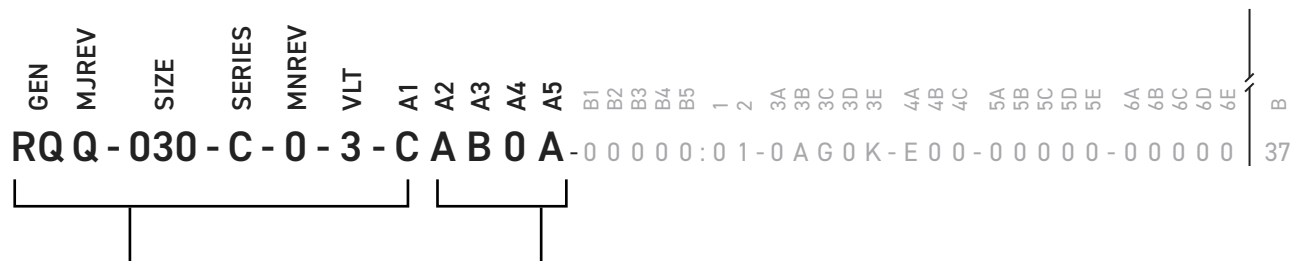 GEN MJREV SIZE SERIES MNREV VLT A1 A2 A3 A4 A5 B1 B2 B3 B4 B5 1 2 3A 3B 3C 3D 3E 4A 4B 4C 5A 5B 5C 5D 5E 6A 6B 6C 6D 6E B
RQ Q - 030 - C - 0 - 3 - C A B 0 A - 0 0 0 0 0 : 0 1 - 0 A G 0 K - E 0 0 - 0 0 0 0 0 - 0 0 0 0 0 37